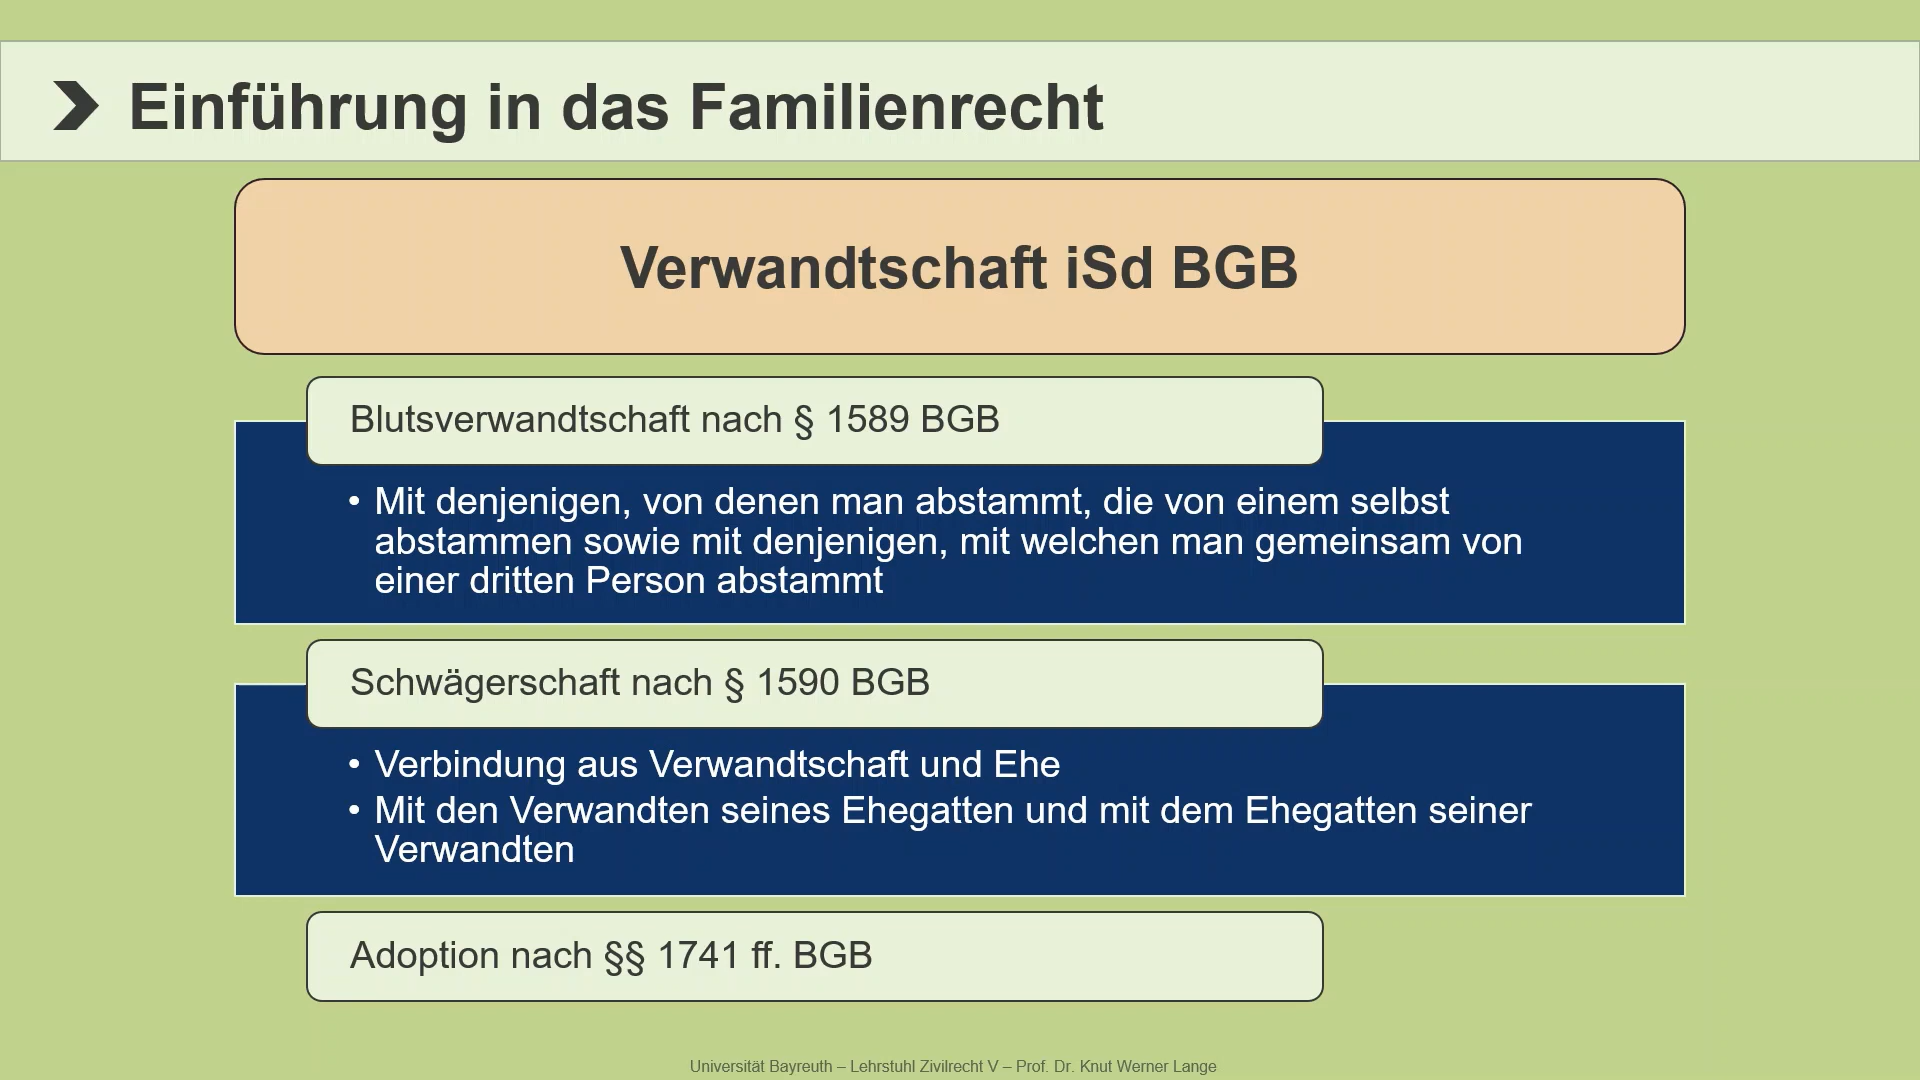 Einführung in das Familienrecht
Verwandtschaft iSd BGB
Blutsverwandtschaft nach § 1589 BGB
• Mit denjenigen, von denen man abstammt, die von einem selbst
abstammen sowie mit denjenigen, mit welchen man gemeinsam von
einer dritten Person abstammt
Schwägerschaft nach § 1590 BGB
• Verbindung aus Verwandtschaft und Ehe
• Mit den Verwandten seines Ehegatten und mit dem Ehegatten seiner
Verwandten
Adoption nach §§ 1741 ff. BGB
Universität Bayreuth – Lehrstuhl Zivilrecht V – Prof. Dr. Knut Werner Lange